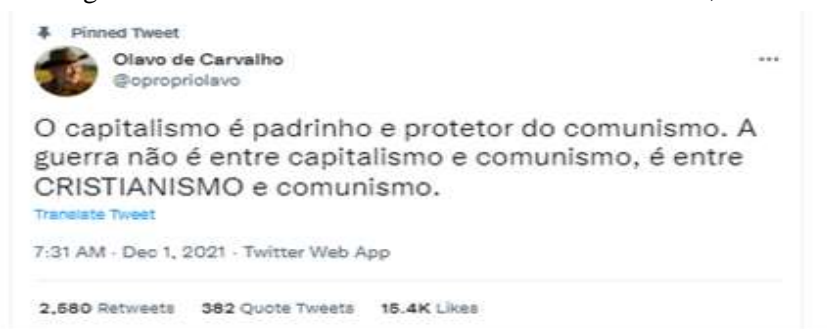 Pinned Tweet
Olavo de Carvalho
@opropriolavo
O capitalismo é padrinho e protetor do comunismo. A
guerra não é entre capitalismo e comunismo, é entre
CRISTIANISMO e comunismo.
Translate Tweet
7:31 AM · Dec 1, 2021 · Twitter Web App
2,580 Retweets 382 Quote Tweets 15.4K Likes